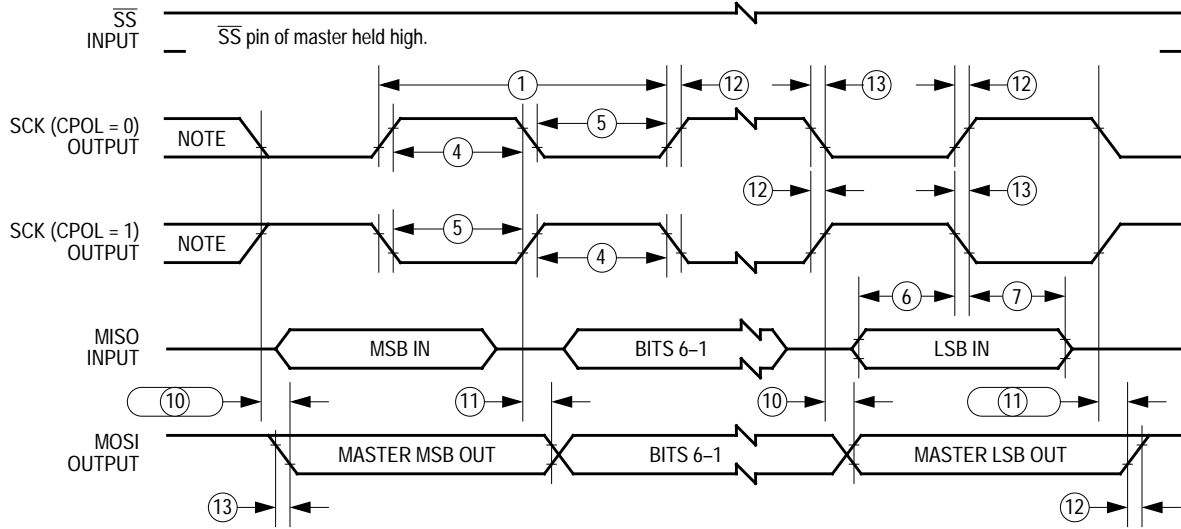 SS
INPUT
SS pin of master held high.
1
12
13
12
SCK (CPOL = 0)
OUTPUT
NOTE
5
4
12
13
SCK (CPOL = 1)
OUTPUT
NOTE
5
4
6
7
MISO
INPUT
MSB IN
BITS 6–1
LSB IN
10
11
10
11
MOSI
OUTPUT
MASTER MSB OUT
BITS 6–1
MASTER LSB OUT
13
12